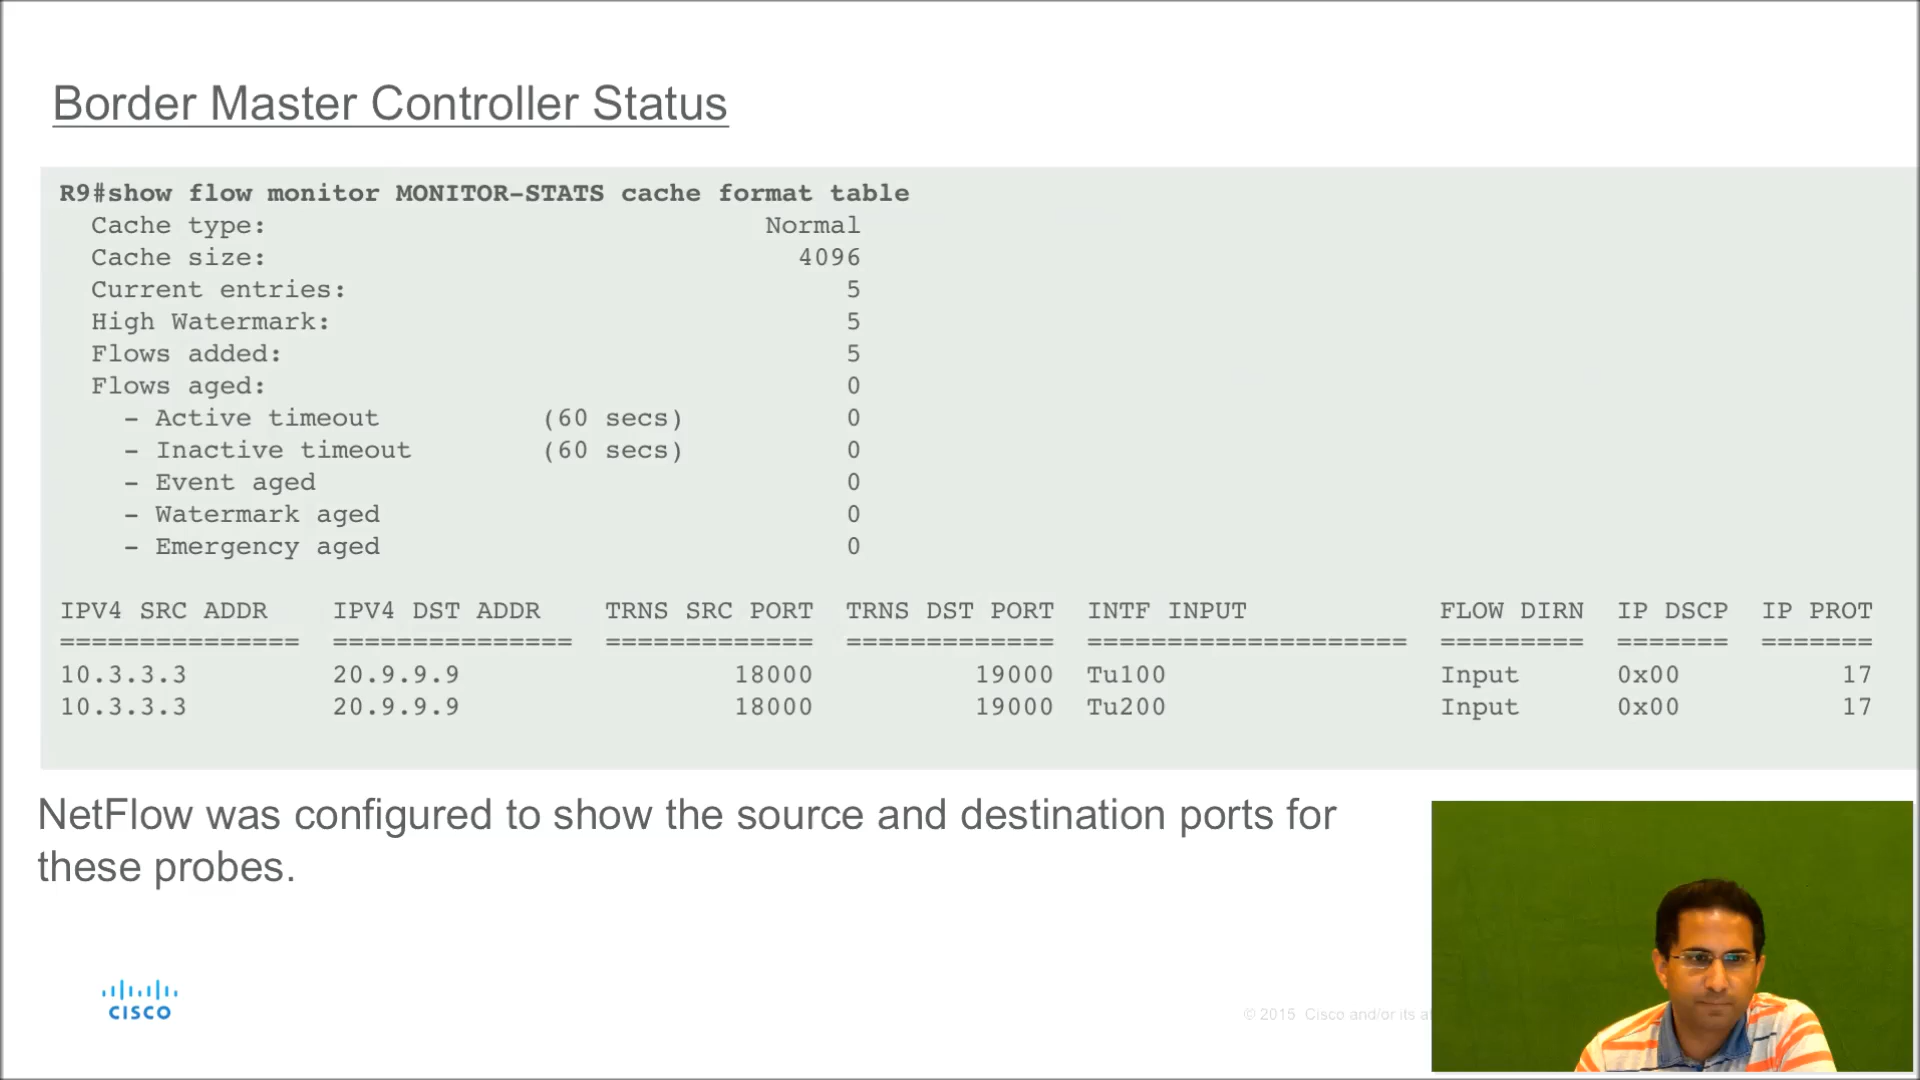 Border Master Controller Status
R9#show flow monitor MONITOR-STATS cache format table
Cache type: Normal
Cache size: 4096
Current entries: 5
High Watermark: 5
Flows added: 5
Flows aged: 0
- Active timeout (60 secs) 0
- Inactive timeout (60 secs) 0
- Event aged 0
- Watermark aged 0
- Emergency aged 0
IPV4 SRC ADDR IPV4 DST ADDR TRNS SRC PORT TRNS DST PORT INTF INPUT FLOW DIRN IP DSCP IP PROT
=============== =============== ============= ============= ==================== ========= ======= =======
10.3.3.3 20.9.9.9 18000 19000 Tu100 Input 0x00 17
10.3.3.3 20.9.9.9 18000 19000 Tu200 Input 0x00 17
NetFlow was configured to show the source and destination ports for
these probes.
CISCO
© 2015 Cisco and/or its